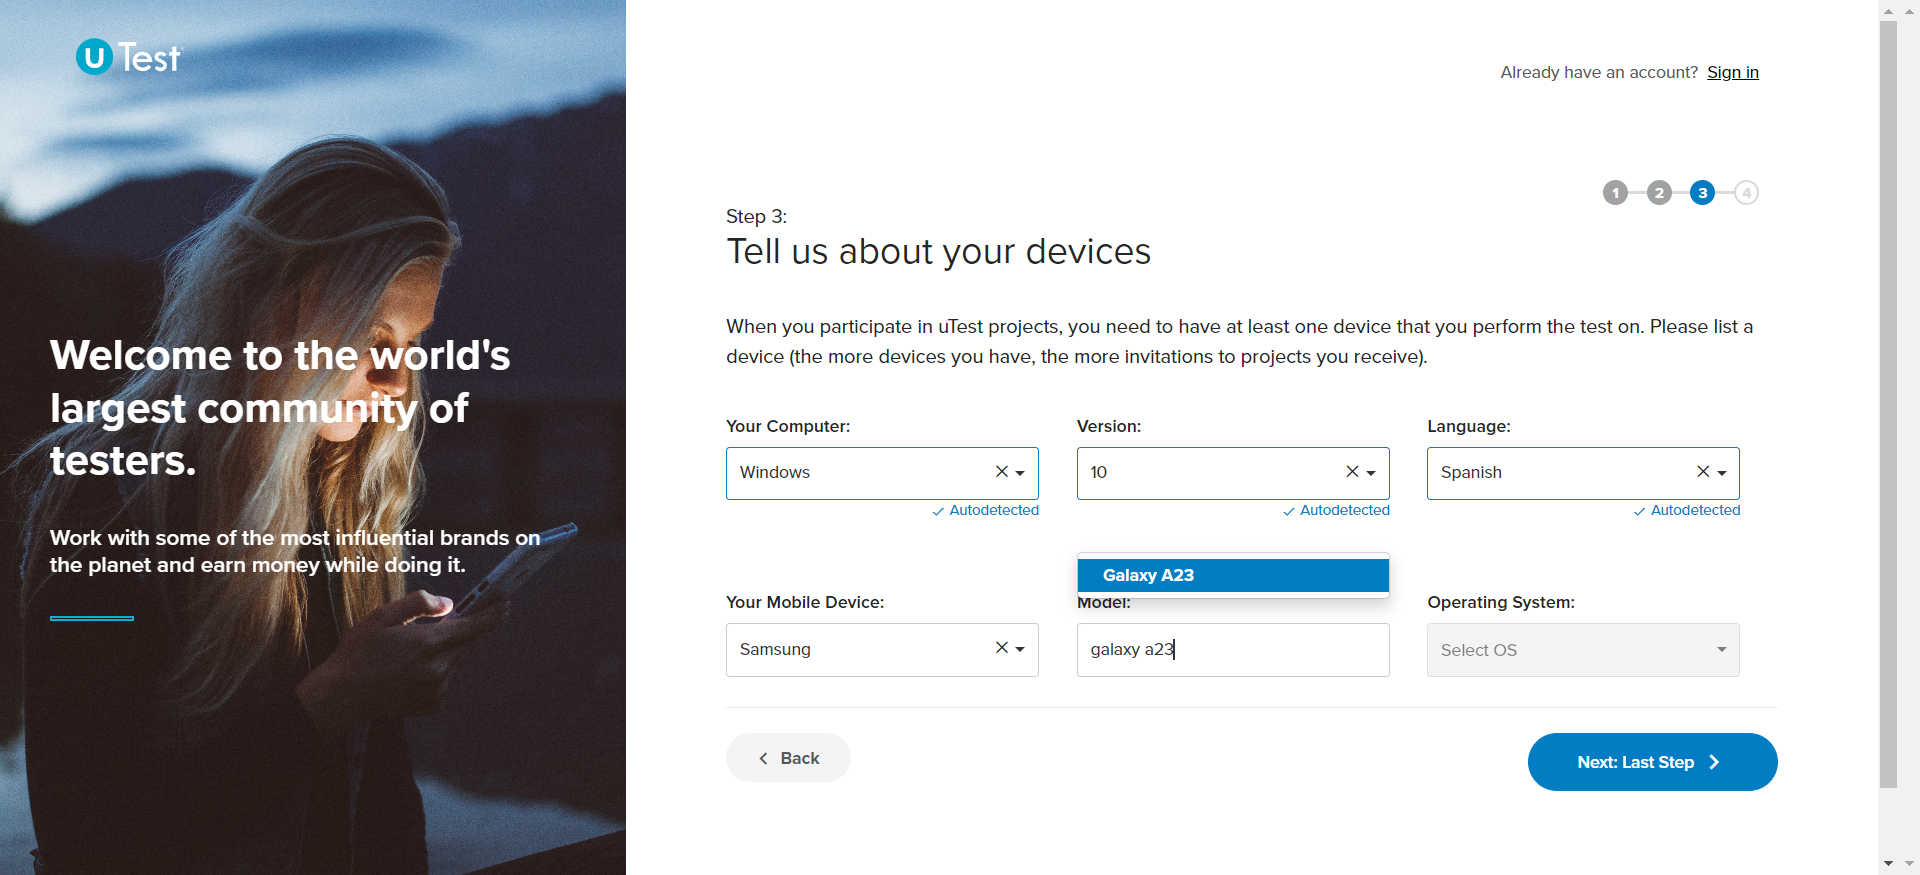 U Test
Welcome to the world's
largest community of
testers.
Work with some of the most influential brands on
the planet and earn money while doing it.
Already have an account? Sign in
1 2 3 4
Step 3:
Tell us about your devices
When you participate in uTest projects, you need to have at least one device that you perform the test on. Please list a
device (the more devices you have, the more invitations to projects you receive).
Your Computer: Version: Language:
Windows 10 Spanish
Autodetected Autodetected Autodetected
Galaxy A23
Your Mobile Device: Model: Operating System:
Samsung galaxy a23 Select OS
Back Next: Last Step